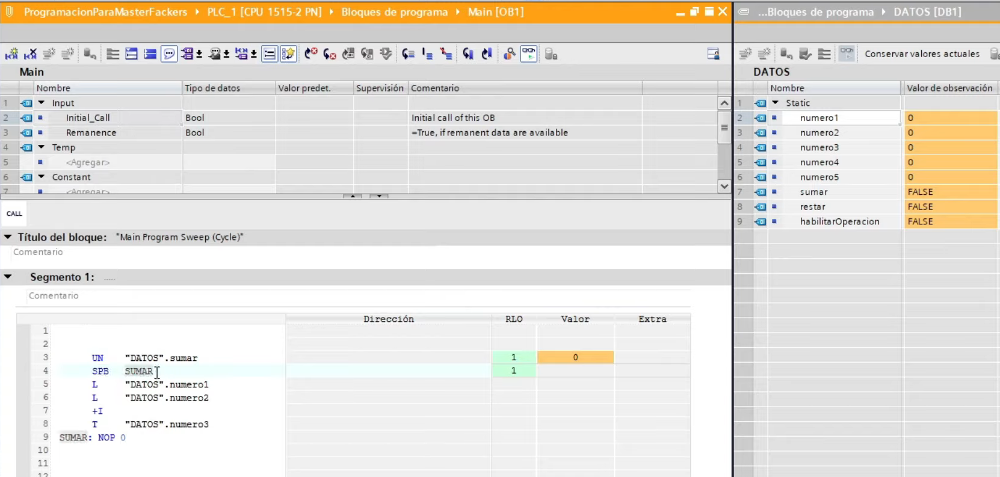 ProgramacionParaMasterFackers ▸ PLC_1 [CPU 1515-2 PN] ▸ Bloques de programa ▸ Main [OB1]
Main
Nombre Tipo de datos Valor predet. Supervisión Comentario
1 Input
2 Initial_Call Bool Initial call of this OB
3 Remanence Bool =True, if remanent data are available
4 Temp
5 <Agregar>
6 Constant
7 <Agregar>
CALL
Título del bloque: "Main Program Sweep (Cycle)"
Comentario
Segmento 1: .....
Comentario
Dirección RLO Valor Extra
1
2
3 UN "DATOS".sumar 1 0
4 SPB SUMAR 1
5 L "DATOS".numero1
6 L "DATOS".numero2
7 +I
8 T "DATOS".numero3
9 SUMAR: NOP 0
10
11
12
...Bloques de programa ▸ DATOS [DB1]
Conservar valores actuales
DATOS
Nombre Valor de observación
1 Static
2 numero1 0
3 numero2 0
4 numero3 0
5 numero4 0
6 numero5 0
7 sumar FALSE
8 restar FALSE
9 habilitarOperacion FALSE